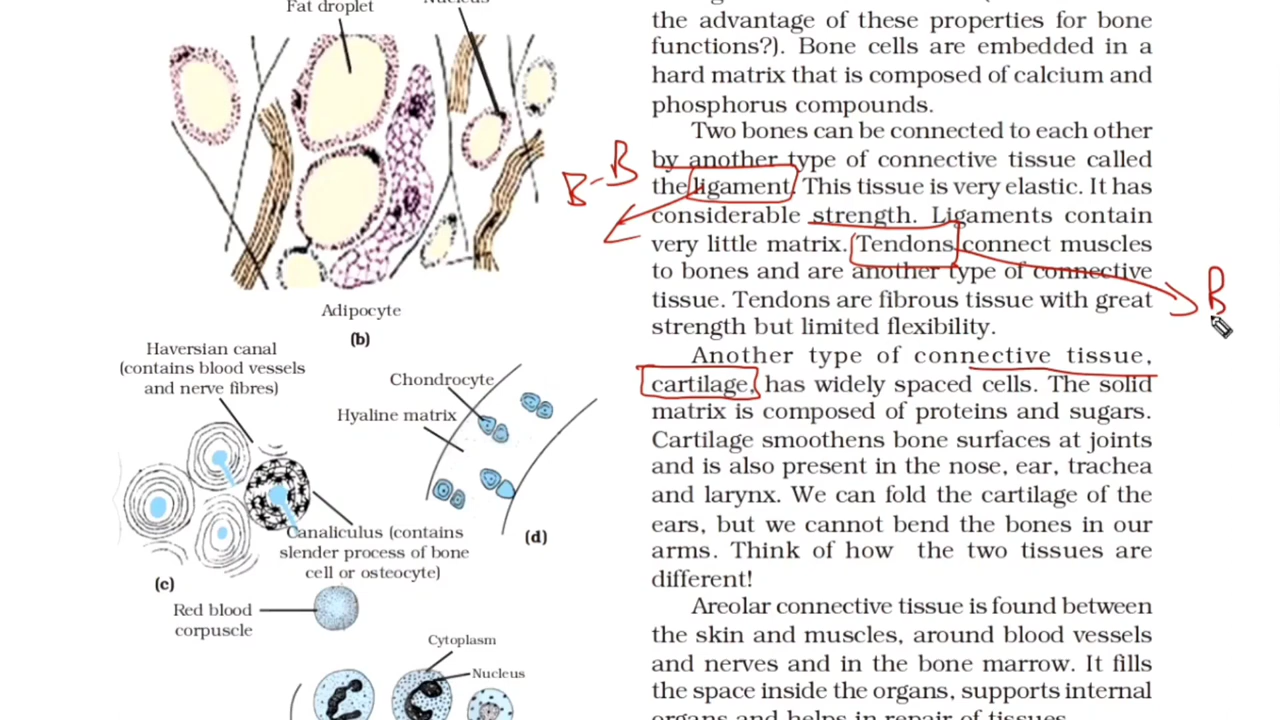 Fat droplet
Nucleus
Adipocyte
(b)
Haversian canal
(contains blood vessels
and nerve fibres)
Chondrocyte
Hyaline matrix
Canaliculus (contains
slender process of bone
cell or osteocyte)
(c)
(d)
Red blood
corpuscle
Cytoplasm
Nucleus
the advantage of these properties for bone
functions?). Bone cells are embedded in a
hard matrix that is composed of calcium and
phosphorus compounds.
Two bones can be connected to each other
by another type of connective tissue called
the ligament. This tissue is very elastic. It has
considerable strength. Ligaments contain
very little matrix. Tendons connect muscles
to bones and are another type of connective
tissue. Tendons are fibrous tissue with great
strength but limited flexibility.
Another type of connective tissue,
cartilage, has widely spaced cells. The solid
matrix is composed of proteins and sugars.
Cartilage smoothens bone surfaces at joints
and is also present in the nose, ear, trachea
and larynx. We can fold the cartilage of the
ears, but we cannot bend the bones in our
arms. Think of how the two tissues are
different!
Areolar connective tissue is found between
the skin and muscles, around blood vessels
and nerves and in the bone marrow. It fills
the space inside the organs, supports internal
organs and helps in repair of tissues.
B-B
B